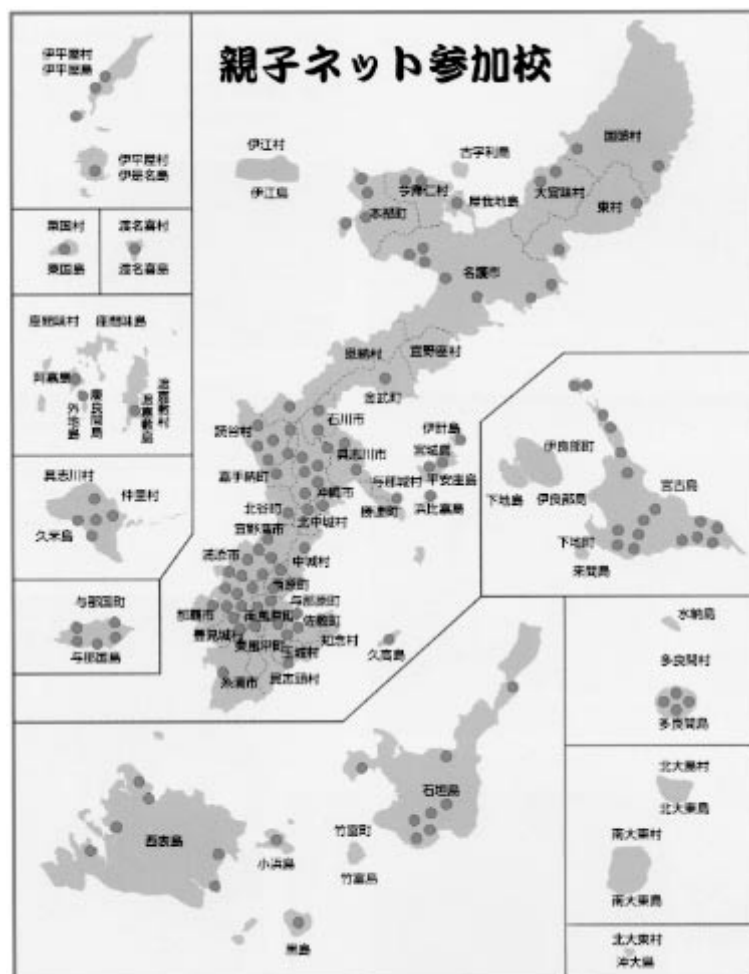 親子ネット参加校
伊平屋村
伊平屋島
伊平屋村
伊是名島
粟国村
東国島
渡名喜村
渡名喜島
座間味村
座間味島
阿嘉島
外地島
慶良間島
渡嘉敷村
渡嘉敷島
具志川村
仲里村
久米島
与那国町
与那国島
伊江村
伊江島
古宇利島
国頭村
今帰仁村
屋我地島
大宜味村
東村
本部町
名護市
恩納村
宜野座村
金武町
石川市
読谷村
具志川市
伊計島
宮城島
与那城村
平安座島
嘉手納町
沖縄市
勝連町
浜比嘉島
北谷町
北中城村
宜野湾市
中城村
浦添市
西原町
与那原町
那覇市
南風原町
佐敷町
豊見城村
東風平町
玉城村
知念村
久高島
糸満市
具志頭村
伊良部町
下地島
伊良部島
宮古島
下地町
来間島
水納島
多良間村
多良間島
北大島村
北大東島
南大東村
南大東島
北大東村
沖大島
石垣島
西表島
小浜島
竹富町
竹富島
黒島